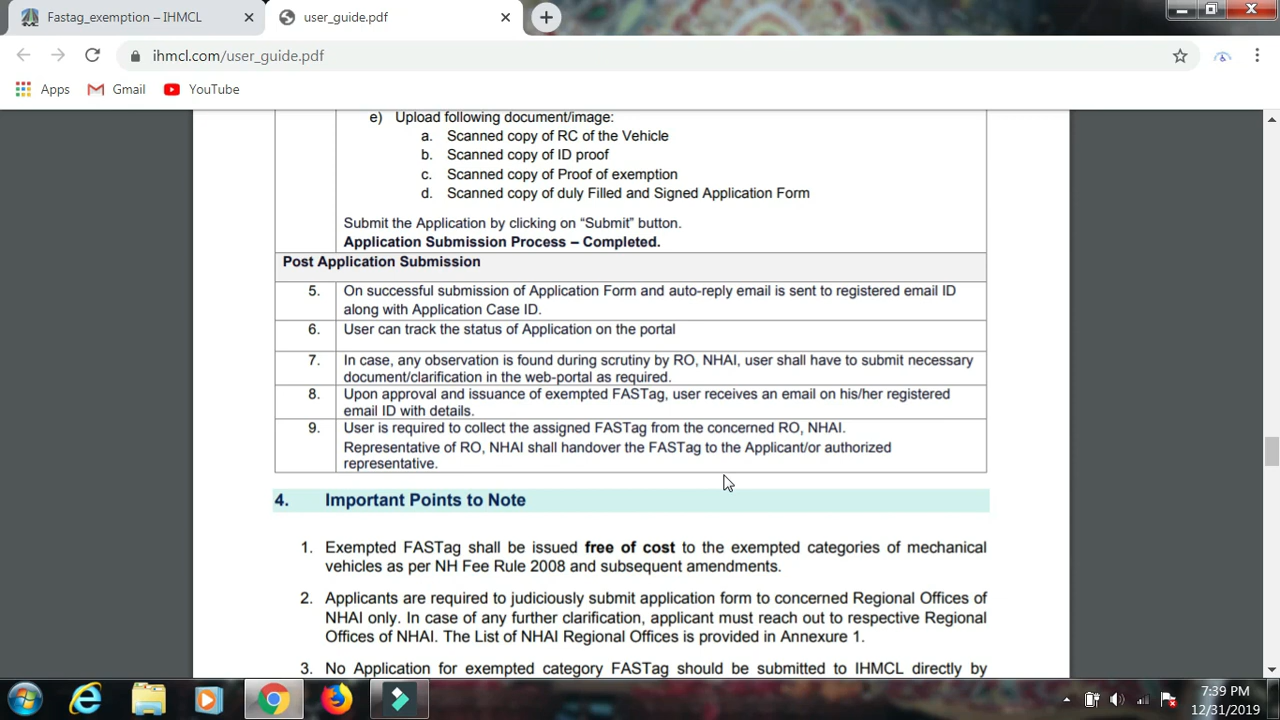 Fastag_exemption – IHMCL
user_guide.pdf
ihmcl.com/user_guide.pdf
Apps Gmail YouTube
e) Upload following document/image:
a. Scanned copy of RC of the Vehicle
b. Scanned copy of ID proof
c. Scanned copy of Proof of exemption
d. Scanned copy of duly Filled and Signed Application Form
Submit the Application by clicking on “Submit” button.
Application Submission Process – Completed.
Post Application Submission
5. On successful submission of Application Form and auto-reply email is sent to registered email ID
along with Application Case ID.
6. User can track the status of Application on the portal
7. In case, any observation is found during scrutiny by RO, NHAI, user shall have to submit necessary
document/clarification in the web-portal as required.
8. Upon approval and issuance of exempted FASTag, user receives an email on his/her registered
email ID with details.
9. User is required to collect the assigned FASTag from the concerned RO, NHAI.
Representative of RO, NHAI shall handover the FASTag to the Applicant/or authorized
representative.
4. Important Points to Note
1. Exempted FASTag shall be issued free of cost to the exempted categories of mechanical
vehicles as per NH Fee Rule 2008 and subsequent amendments.
2. Applicants are required to judiciously submit application form to concerned Regional Offices of
NHAI only. In case of any further clarification, applicant must reach out to respective Regional
Offices of NHAI. The List of NHAI Regional Offices is provided in Annexure 1.
3. No Application for exempted category FASTag should be submitted to IHMCL directly by
7:39 PM
12/31/2019